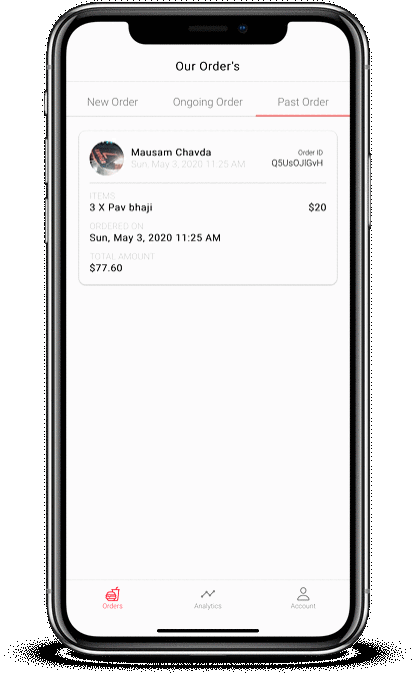 Our Order's
New Order Ongoing Order Past Order
Mausam Chavda Order ID
Sun, May 3, 2020 11:25 AM Q5UsOJIGvH
ITEMS
3 X Pav bhaji $20
ORDERED ON
Sun, May 3, 2020 11:25 AM
TOTAL AMOUNT
$77.60
Orders Analytics Account